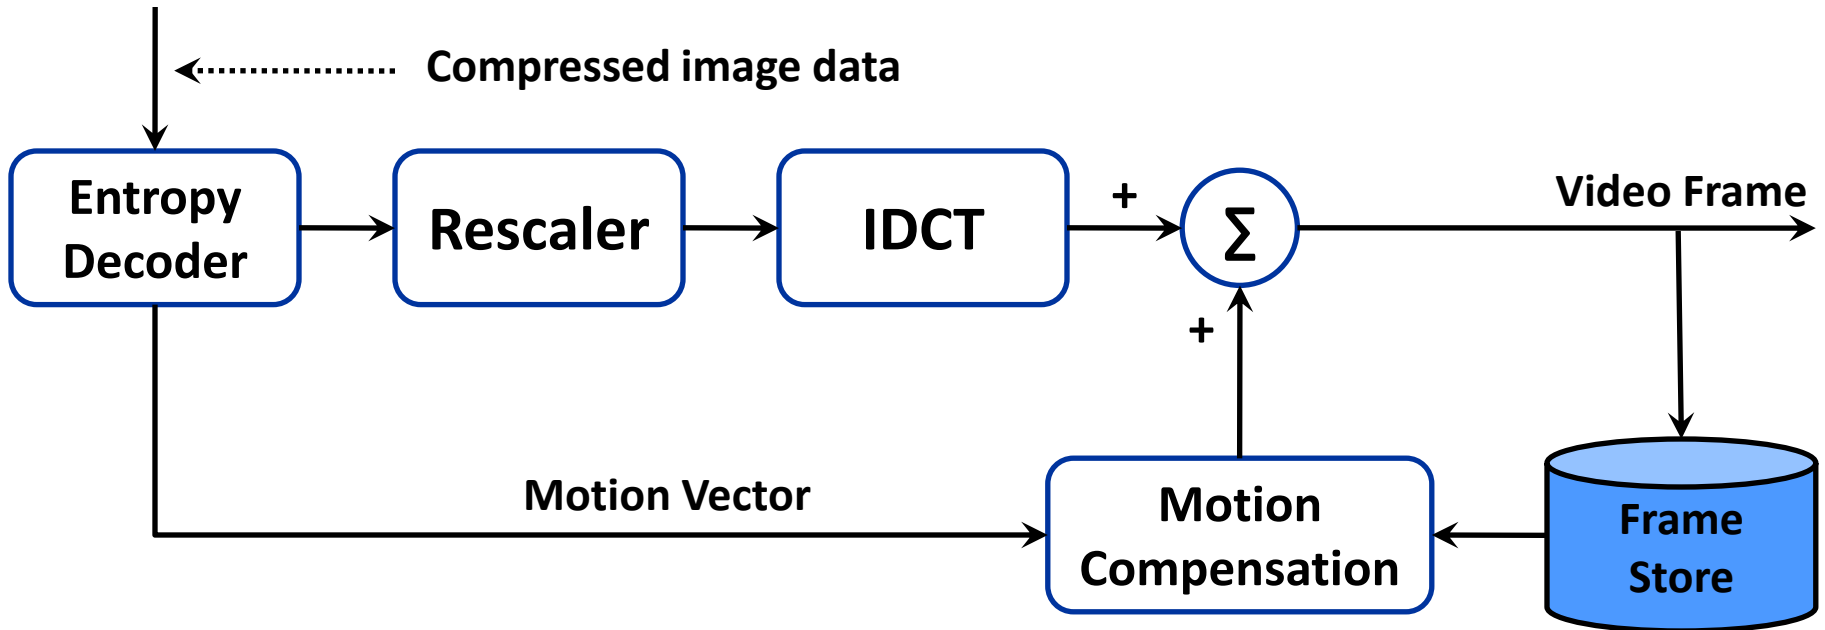 Compressed image data
Entropy
Decoder
Rescaler
IDCT
+
∑
Video Frame
+
Motion Vector
Motion
Compensation
Frame
Store